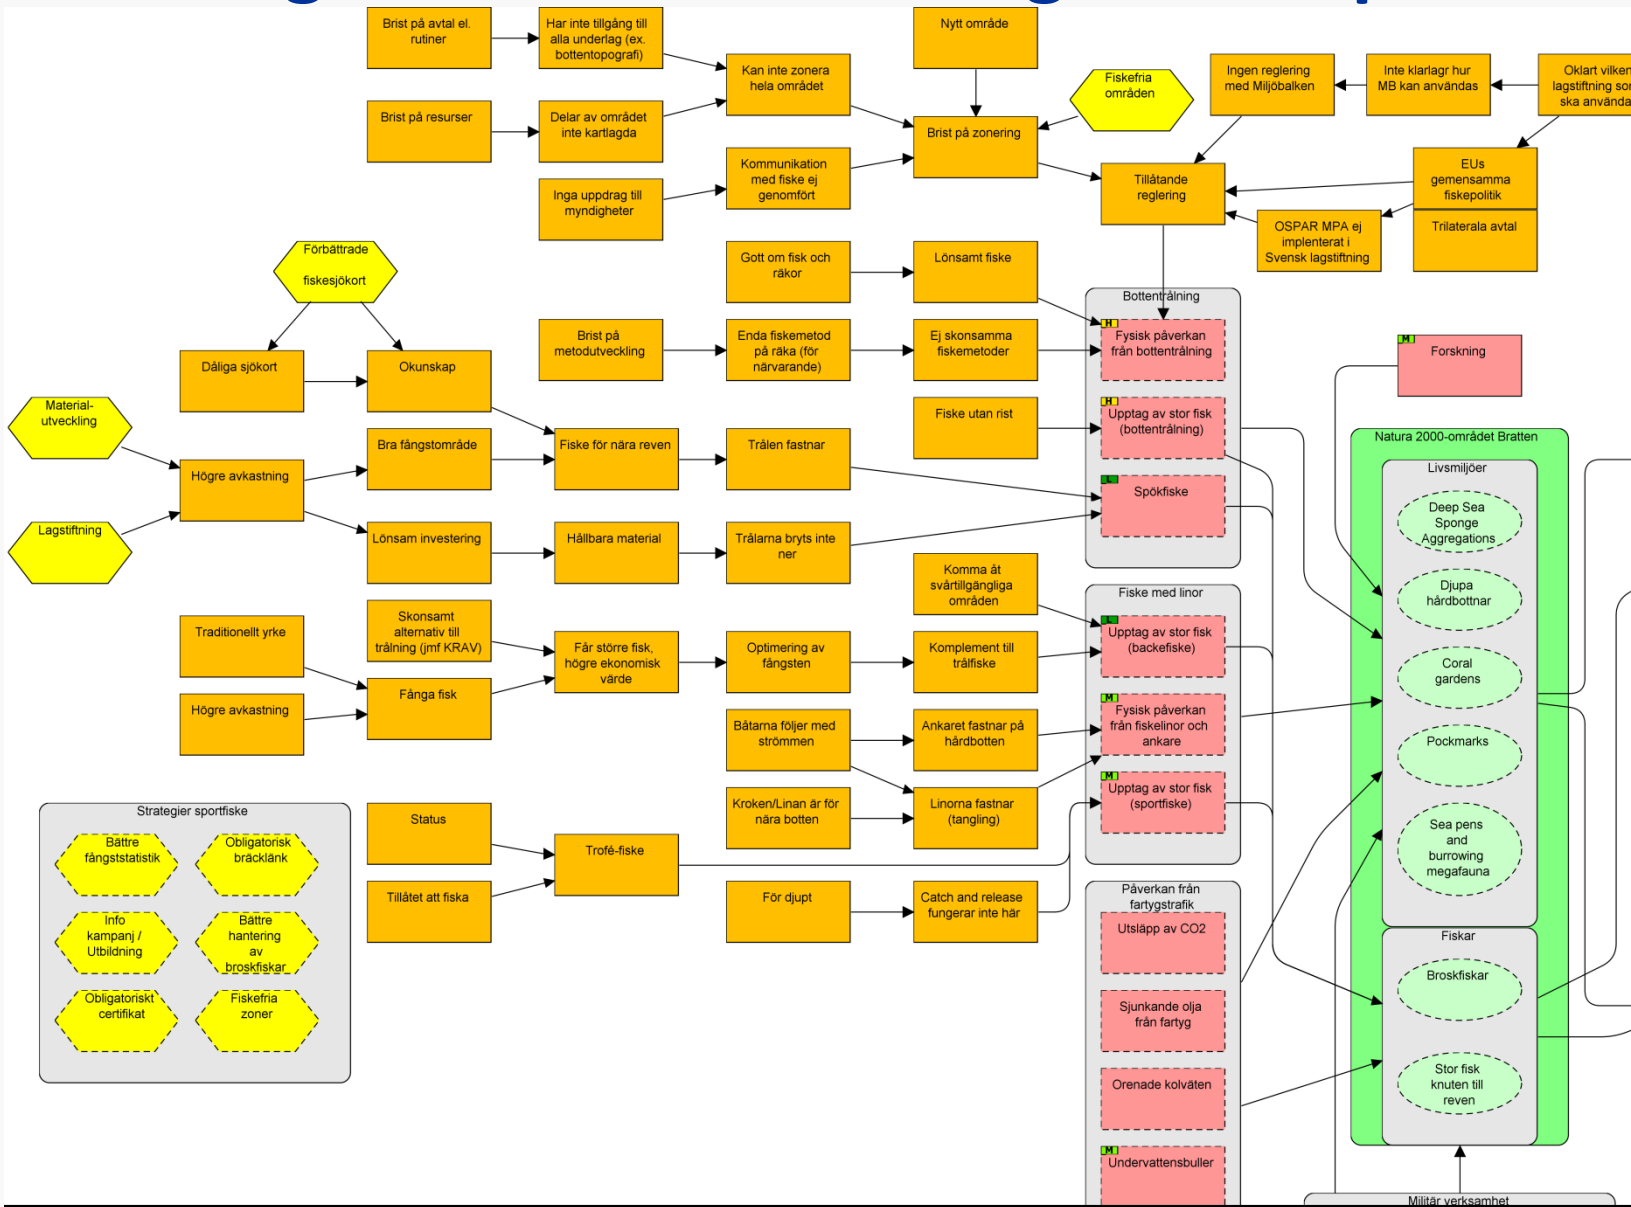 Brist på avtal el.
rutiner
Har inte tillgång till
alla underlag (ex.
bottentopografi)
Nytt område
Kan inte zonera
hela området
Fiskefria
områden
Ingen reglering
med Miljöbalken
Inte klarlagr hur
MB kan användas
Oklart vilken
lagstiftning
ska
Brist på resurser
Delar av området
inte kartlagda
Brist på zonering
Kommunikation
med fiske ej
genomfört
Inga uppdrag till
myndigheter
Tillåtande
reglering
EUs
gemensamma
fiskepolitik
OSPAR MPA ej
implenterat i
Svensk lagstiftning
Trilaterala avtal
Förbättrade
fiskesjökort
Gott om fisk och
räkor
Lönsamt fiske
Bottentrålning
Brist på
metodutveckling
Enda fiskemetod
på räka (för
närvarande)
Ej skonsamma
fiskemetoder
H
Fysisk påverkan
från bottentrålning
M
Forskning
Dåliga sjökort
Okunskap
Material-
utveckling
Fiske utan rist
H
Upptag av stor fisk
(bottentrålning)
Högre avkastning
Bra fångstområde
Fiske för nära reven
Trålen fastnar
L
Spökfiske
Natura 2000-området Bratten
Livsmiljöer
Deep Sea
Sponge
Aggregations
Lagstiftning
Lönsam investering
Hållbara material
Trålarna bryts inte
ner
Komma åt
svårtillgängliga
områden
Fiske med linor
Djupa
hårdbottnar
Traditionellt yrke
Skonsamt
alternativ till
trålning (jmf KRAV)
Får större fisk,
högre ekonomisk
värde
Optimering av
fångsten
Komplement till
trålfiske
L
Upptag av stor fisk
(backefiske)
Coral
gardens
Högre avkastning
Fånga fisk
Båtarna följer med
strömmen
Ankaret fastnar på
hårdbotten
M
Fysisk påverkan
från fiskelinor och
ankare
Pockmarks
Kroken/Linan är för
nära botten
Linorna fastnar
(tangling)
M
Upptag av stor fisk
(sportfiske)
Sea pens
and
burrowing
megafauna
Strategier sportfiske
Bättre
fångststatistik
Obligatorisk
bräcklänk
Info
kampanj /
Utbildning
Bättre
hantering
av
broskfiskar
Obligatoriskt
certifikat
Fiskefria
zoner
Status
Trofé-fiske
Tillåtet att fiska
För djupt
Catch and release
fungerar inte här
Påverkan från
fartygstrafik
Utsläpp av CO2
Sjunkande olja
från fartyg
Orenade kolväten
M
Undervattensbuller
Fiskar
Broskfiskar
Stor fisk
knuten till
reven
Militär verksamhet